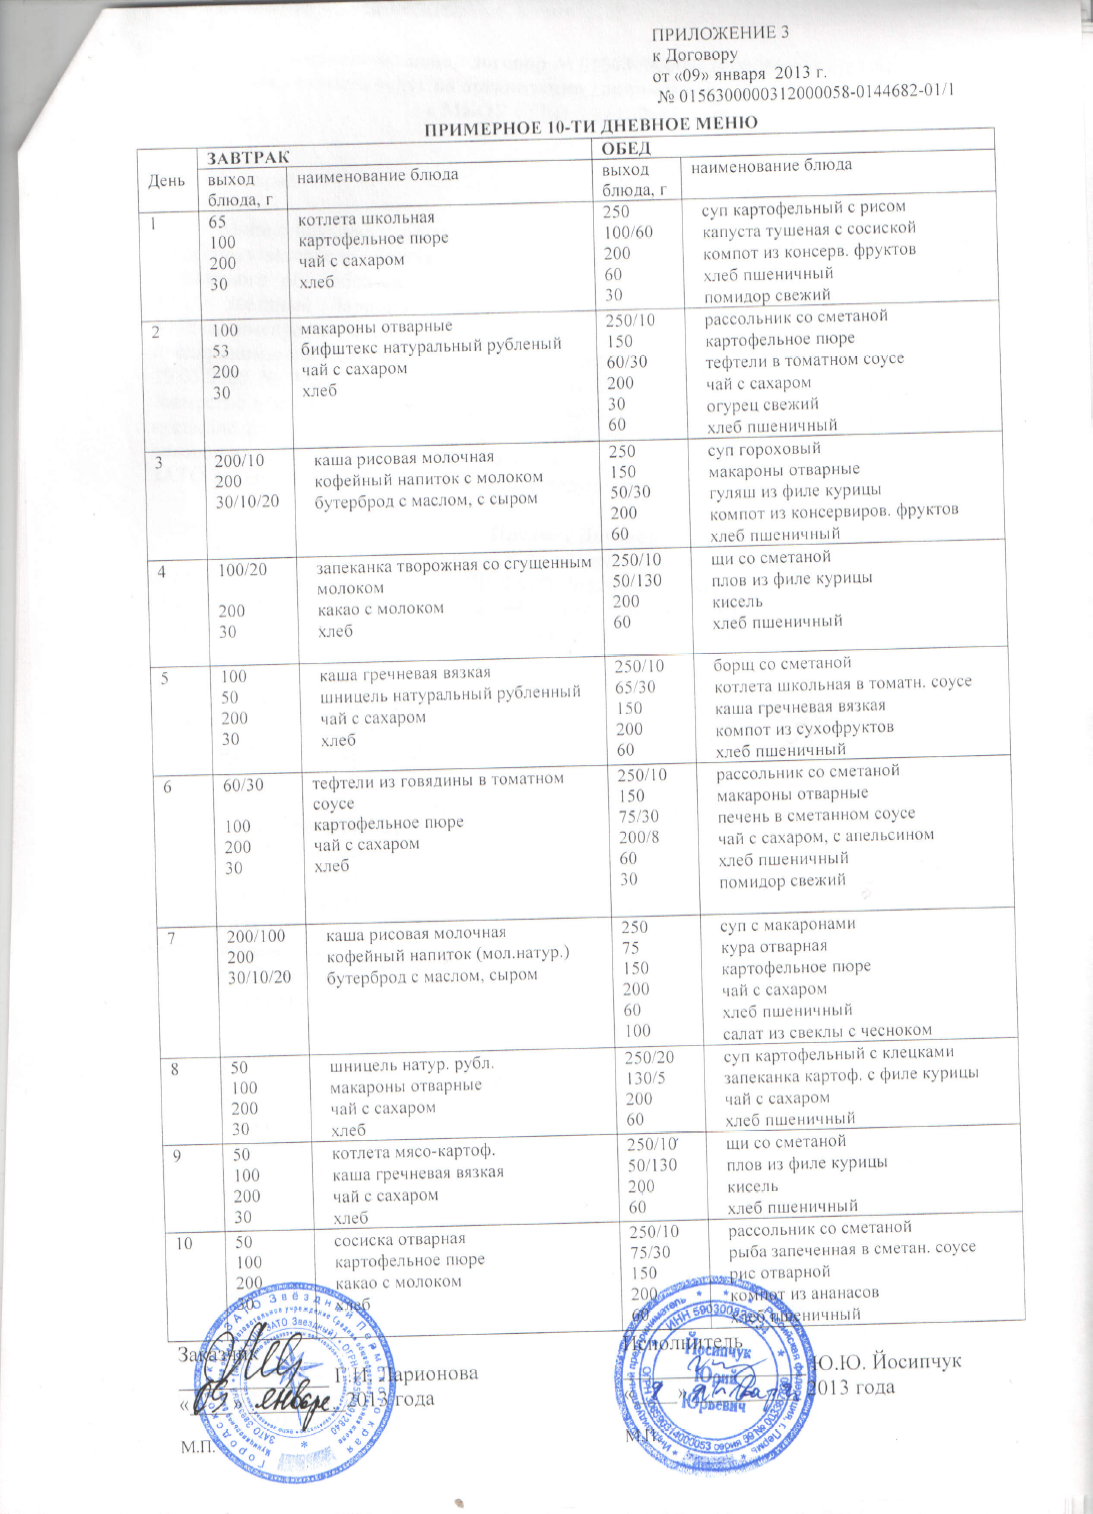 ПРИЛОЖЕНИЕ 3
к Договору
от «09» января 2013 г.
№ 0156300000312000058-0144682-01/1
ПРИМЕРНОЕ 10-ТИ ДНЕВНОЕ МЕНЮ
День
ЗАВТРАК
ОБЕД
выход блюда, г
наименование блюда
выход блюда, г
наименование блюда
1
65 котлета школьная
100 картофельное пюре
200 чай с сахаром
30 хлеб
250 суп картофельный с рисом
100/60 капуста тушеная с сосиской
200 компот из консерв. фруктов
60 хлеб пшеничный
30 помидор свежий
2
100 макароны отварные
53 бифштекс натуральный рубленый
200 чай с сахаром
30 хлеб
250/10 рассольник со сметаной
150 картофельное пюре
60/30 тефтели в томатном соусе
200 чай с сахаром
30 огурец свежий
60 хлеб пшеничный
3
200/10 каша рисовая молочная
200 кофейный напиток с молоком
30/10/20 бутерброд с маслом, с сыром
250 суп гороховый
150 макароны отварные
50/30 гуляш из филе курицы
200 компот из консервиров. фруктов
60 хлеб пшеничный
4
100/20 запеканка творожная со сгущенным
молоком
200 какао с молоком
30 хлеб
250/10 щи со сметаной
50/130 плов из филе курицы
200 кисель
60 хлеб пшеничный
5
100 каша гречневая вязкая
50 шницель натуральный рубленный
200 чай с сахаром
30 хлеб
250/10 борщ со сметаной
65/30 котлета школьная в томатн. соусе
150 каша гречневая вязкая
200 компот из сухофруктов
60 хлеб пшеничный
6
60/30 тефтели из говядины в томатном
соусе
100 картофельное пюре
200 чай с сахаром
30 хлеб
250/10 рассольник со сметаной
150 макароны отварные
75/30 печень в сметанном соусе
200/8 чай с сахаром, с апельсином
60 хлеб пшеничный
30 помидор свежий
7
200/100 каша рисовая молочная
200 кофейный напиток (мол.натур.)
30/10/20 бутерброд с маслом, сыром
250 суп с макаронами
75 кура отварная
150 картофельное пюре
200 чай с сахаром
60 хлеб пшеничный
100 салат из свеклы с чесноком
8
50 шницель натур. рубл.
100 макароны отварные
200 чай с сахаром
30 хлеб
250/20 суп картофельный с клецками
130/5 запеканка картоф. с филе курицы
200 чай с сахаром
60 хлеб пшеничный
9
50 котлета мясо-картоф.
100 каша гречневая вязкая
200 чай с сахаром
30 хлеб
250/10 щи со сметаной
50/130 плов из филе курицы
200 кисель
60 хлеб пшеничный
10
50 сосиска отварная
100 картофельное пюре
200 какао с молоком
30 хлеб
250/10 рассольник со сметаной
75/30 рыба запеченная в сметан. соусе
150 рис отварной
200 компот из ананасов
60 хлеб пшеничный
Заказчик
Г.И. Ларионова
«09» января 2013 года
М.П.
Исполнитель
Ю.Ю. Йосипчук
2013 года
М.П.
Йосипчук
Юрий
Юрьевич